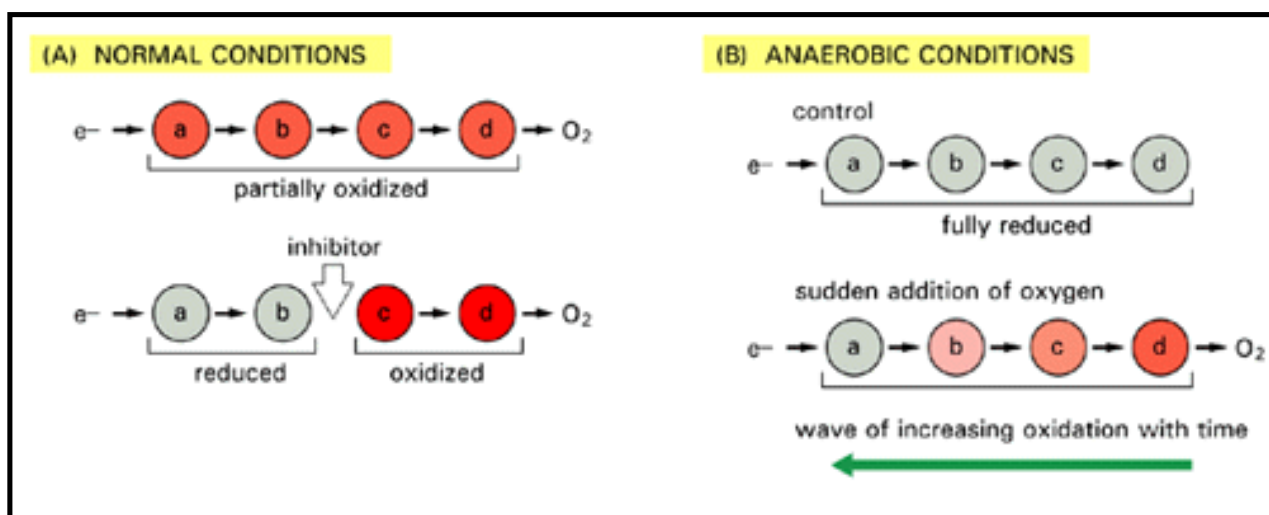 (A) NORMAL CONDITIONS
e– a b c d O₂
partially oxidized
inhibitor
e– a b c d O₂
reduced oxidized
(B) ANAEROBIC CONDITIONS
control
e– a b c d
fully reduced
sudden addition of oxygen
e– a b c d O₂
wave of increasing oxidation with time